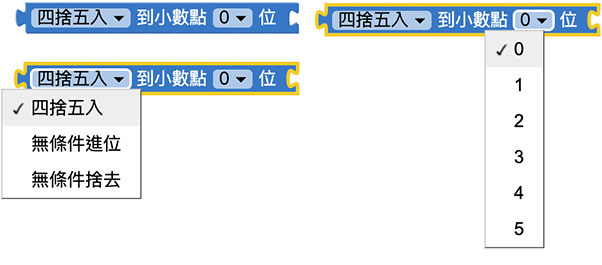 四捨五入 到小數點 0 位
四捨五入 到小數點 0 位
四捨五入
無條件進位
無條件捨去
四捨五入 到小數點 0 位
0
1
2
3
4
5